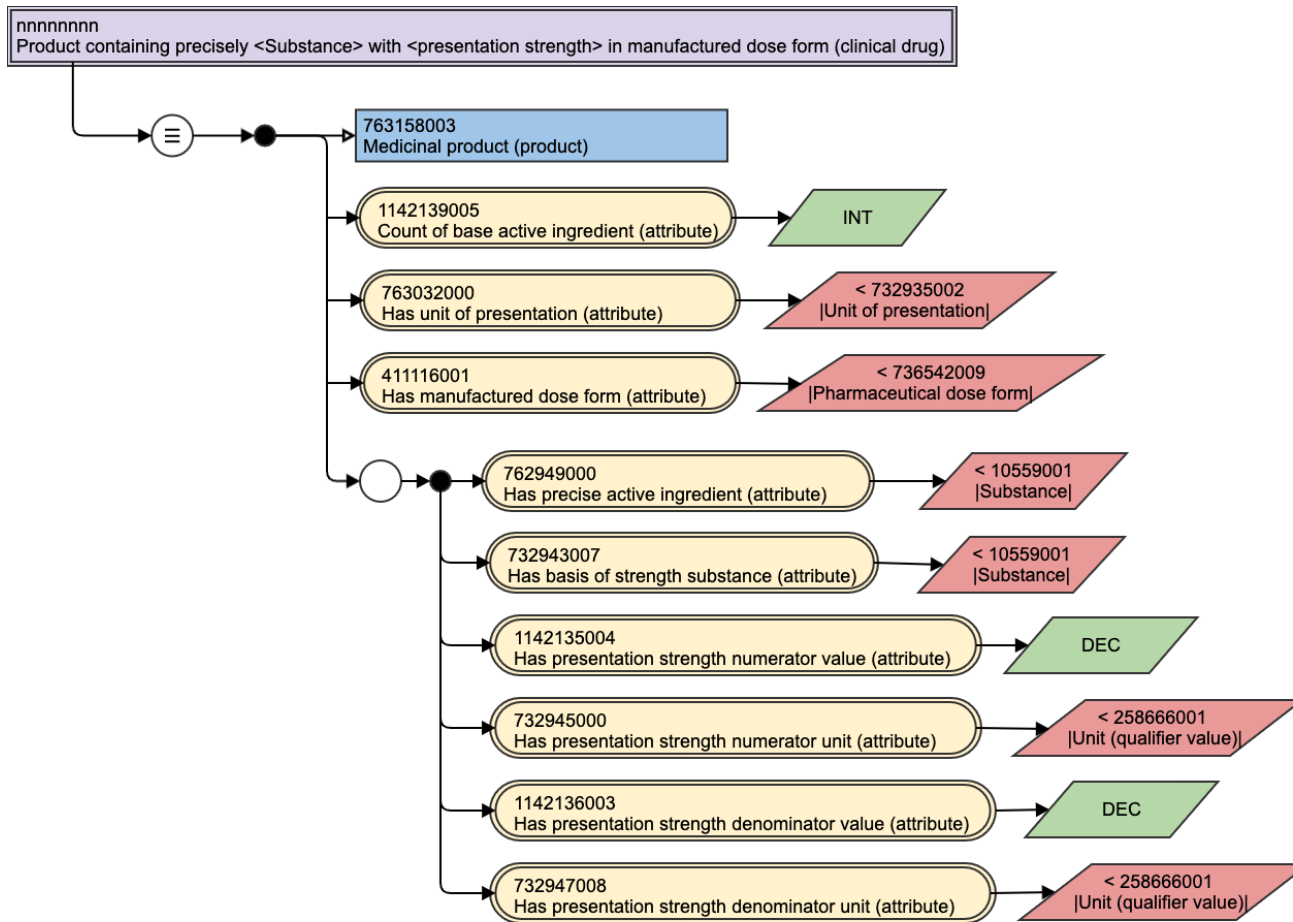 nnnnnnnn
Product containing precisely <Substance> with <presentation strength> in manufactured dose form (clinical drug)
763158003
Medicinal product (product)
1142139005
Count of base active ingredient (attribute)
INT
763032000
Has unit of presentation (attribute)
< 732935002
|Unit of presentation|
411116001
Has manufactured dose form (attribute)
< 736542009
|Pharmaceutical dose form|
762949000
Has precise active ingredient (attribute)
< 10559001
|Substance|
732943007
Has basis of strength substance (attribute)
< 10559001
|Substance|
1142135004
Has presentation strength numerator value (attribute)
DEC
732945000
Has presentation strength numerator unit (attribute)
< 258666001
|Unit (qualifier value)|
1142136003
Has presentation strength denominator value (attribute)
DEC
732947008
Has presentation strength denominator unit (attribute)
< 258666001
|Unit (qualifier value)|